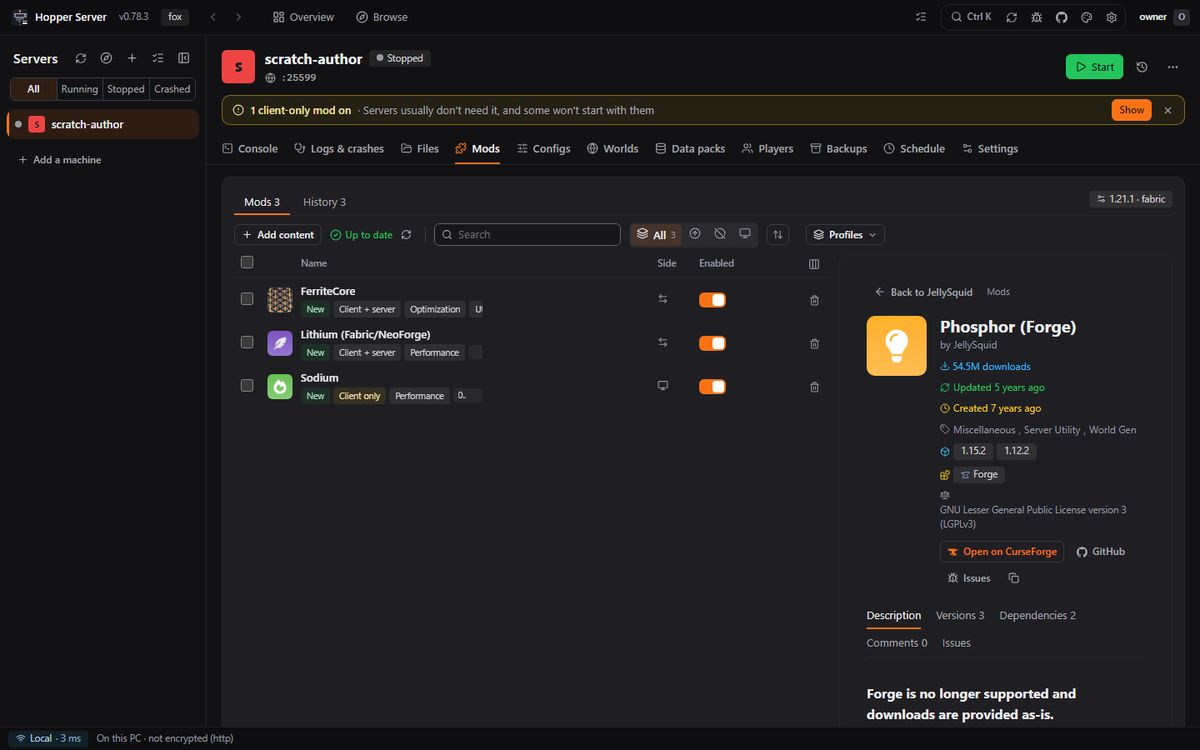 Hopper Server v0.78.3 fox Overview Browse Ctrl K owner O
Servers
All Running Stopped Crashed
S scratch-author
Add a machine
S scratch-author Stopped
:25599
Start
1 client-only mod on · Servers usually don't need it, and some won't start with them Show
Console Logs & crashes Files Mods Configs Worlds Data packs Players Backups Schedule Settings
Mods 3 History 3 1.21.1 · fabric
Add content Up to date Search All 3 Profiles
Name Side Enabled
FerriteCore
New Client + server Optimization
Lithium (Fabric/NeoForge)
New Client + server Performance
Sodium
New Client only Performance 0.
Back to JellySquid Mods
Phosphor (Forge)
by JellySquid
54.5M downloads
Updated 5 years ago
Created 7 years ago
Miscellaneous , Server Utility , World Gen
1.15.2 1.12.2
Forge
GNU Lesser General Public License version 3
(LGPLv3)
Open on CurseForge GitHub
Issues
Description Versions 3 Dependencies 2
Comments 0 Issues
Forge is no longer supported and
downloads are provided as-is.
Local · 3 ms On this PC · not encrypted (http)